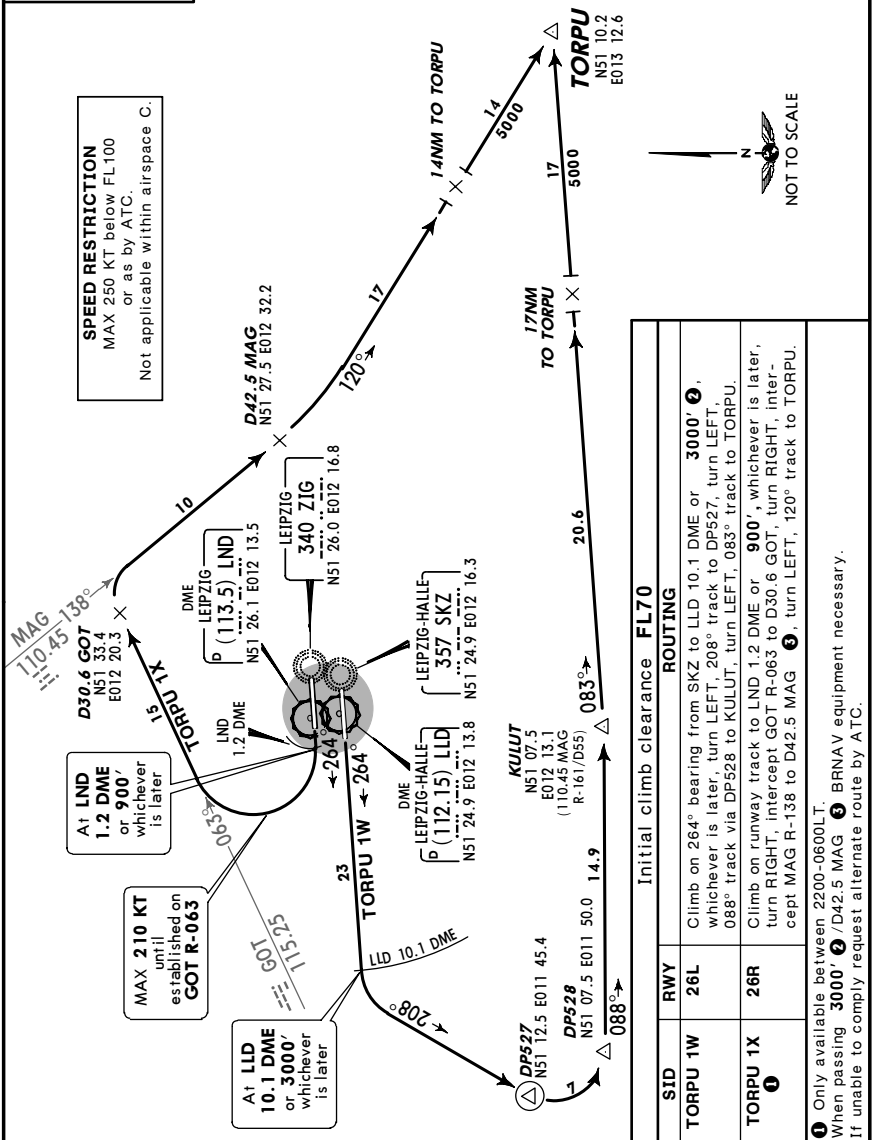 SPEED RESTRICTION
MAX 250 KT below FL100
or as by ATC.
Not applicable within airspace C.
MAG
110.45 138°
D30.6 GOT
N51 33.4
E012 20.3
10
D42.5 MAG
N51 27.5 E012 32.2
120°
17
14NM TO TORPU
14
5000
TORPU
N51 10.2
E013 12.6
15
TORPU 1X
At LND
1.2 DME
or 900'
whichever
is later
LND
1.2 DME
DME
LEIPZIG
D (113.5) LND
N51 26.1 E012 13.5
LEIPZIG
340 ZIG
N51 26.0 E012 16.8
LEIPZIG-HALLE
357 SKZ
N51 24.9 E012 16.3
DME
LEIPZIG-HALLE
D (112.15) LLD
N51 24.9 E012 13.8
264°
264°
063°
GOT
115.25
MAX 210 KT
until
established on
GOT R-063
23
TORPU 1W
LLD 10.1 DME
At LLD
10.1 DME
or 3000'
whichever
is later
208°
DP527
N51 12.5 E011 45.4
7
DP528
N51 07.5 E011 50.0
088°
14.9
KULUT
N51 07.5
E012 13.1
(110.45 MAG
R-161/D55)
083°
20.6
17NM
TO TORPU
17
5000
N
NOT TO SCALE
Initial climb clearance FL70
SID RWY ROUTING
TORPU 1W 26L Climb on 264° bearing from SKZ to LLD 10.1 DME or 3000' ❷,
whichever is later, turn LEFT, 208° track to DP527, turn LEFT,
088° track via DP528 to KULUT, turn LEFT, 083° track to TORPU.
TORPU 1X ❶ 26R Climb on runway track to LND 1.2 DME or 900', whichever is later,
turn RIGHT, intercept GOT R-063 to D30.6 GOT, turn RIGHT, inter-
cept MAG R-138 to D42.5 MAG ❸, turn LEFT, 120° track to TORPU.
❶ Only available between 2200-0600LT.
When passing 3000' ❷ /D42.5 MAG ❸ BRNAV equipment necessary.
If unable to comply request alternate route by ATC.